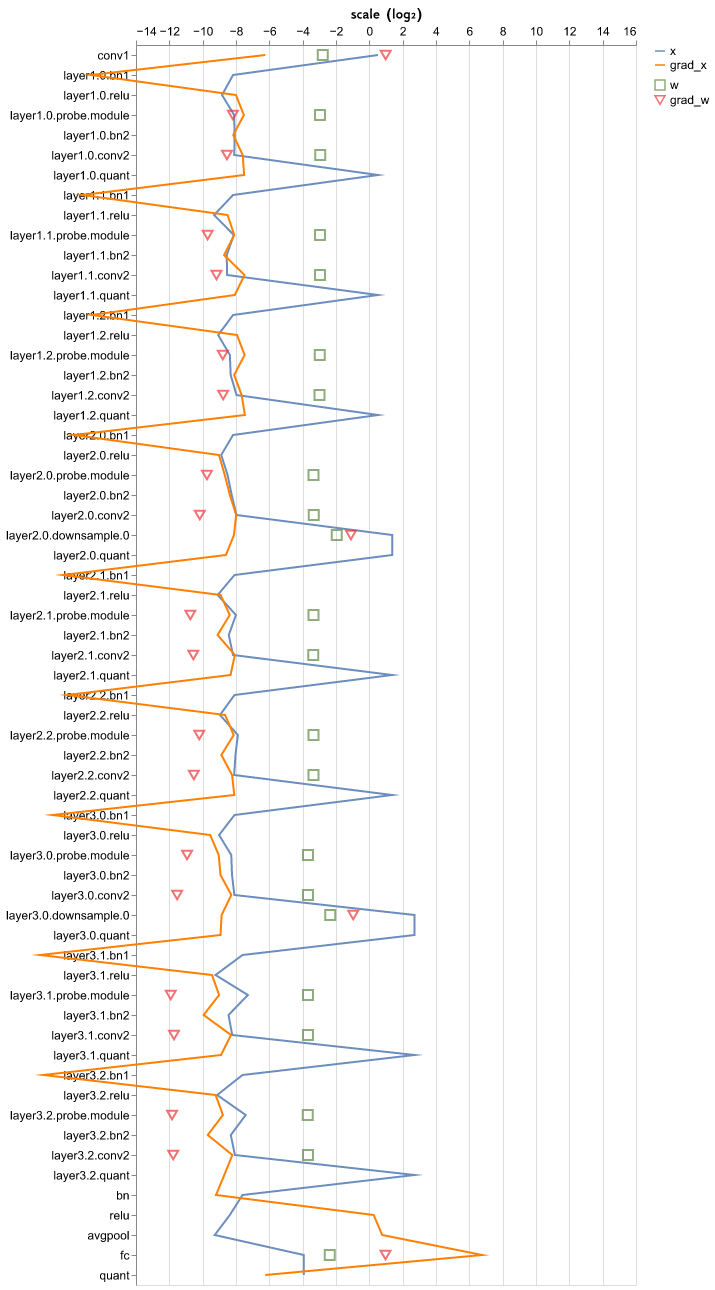 scale (log₂)
−14 −12 −10 −8 −6 −4 −2 0 2 4 6 8 10 12 14 16
conv1
layer1.0.bn1
layer1.0.relu
layer1.0.probe.module
layer1.0.bn2
layer1.0.conv2
layer1.0.quant
layer1.1.bn1
layer1.1.relu
layer1.1.probe.module
layer1.1.bn2
layer1.1.conv2
layer1.1.quant
layer1.2.bn1
layer1.2.relu
layer1.2.probe.module
layer1.2.bn2
layer1.2.conv2
layer1.2.quant
layer2.0.bn1
layer2.0.relu
layer2.0.probe.module
layer2.0.bn2
layer2.0.conv2
layer2.0.downsample.0
layer2.0.quant
layer2.1.bn1
layer2.1.relu
layer2.1.probe.module
layer2.1.bn2
layer2.1.conv2
layer2.1.quant
layer2.2.bn1
layer2.2.relu
layer2.2.probe.module
layer2.2.bn2
layer2.2.conv2
layer2.2.quant
layer3.0.bn1
layer3.0.relu
layer3.0.probe.module
layer3.0.bn2
layer3.0.conv2
layer3.0.downsample.0
layer3.0.quant
layer3.1.bn1
layer3.1.relu
layer3.1.probe.module
layer3.1.bn2
layer3.1.conv2
layer3.1.quant
layer3.2.bn1
layer3.2.relu
layer3.2.probe.module
layer3.2.bn2
layer3.2.conv2
layer3.2.quant
bn
relu
avgpool
fc
quant
x
grad_x
w
grad_w